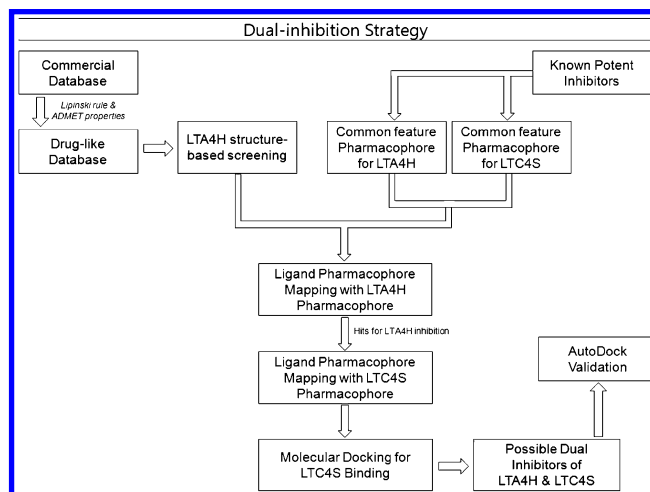 Dual-inhibition Strategy
Commercial
Database
Known Potent
Inhibitors
Lipinski rule &
ADMET properties
Drug-like
Database
LTA4H structure-
based screening
Common feature
Pharmacophore
for LTA4H
Common feature
Pharmacophore
for LTC4S
Ligand Pharmacophore
Mapping with LTA4H
Pharmacophore
Hits for LTA4H inhibition
Ligand Pharmacophore
Mapping with LTC4S
Pharmacophore
AutoDock
Validation
Molecular Docking for
LTC4S Binding
Possible Dual
Inhibitors of
LTA4H & LTC4S